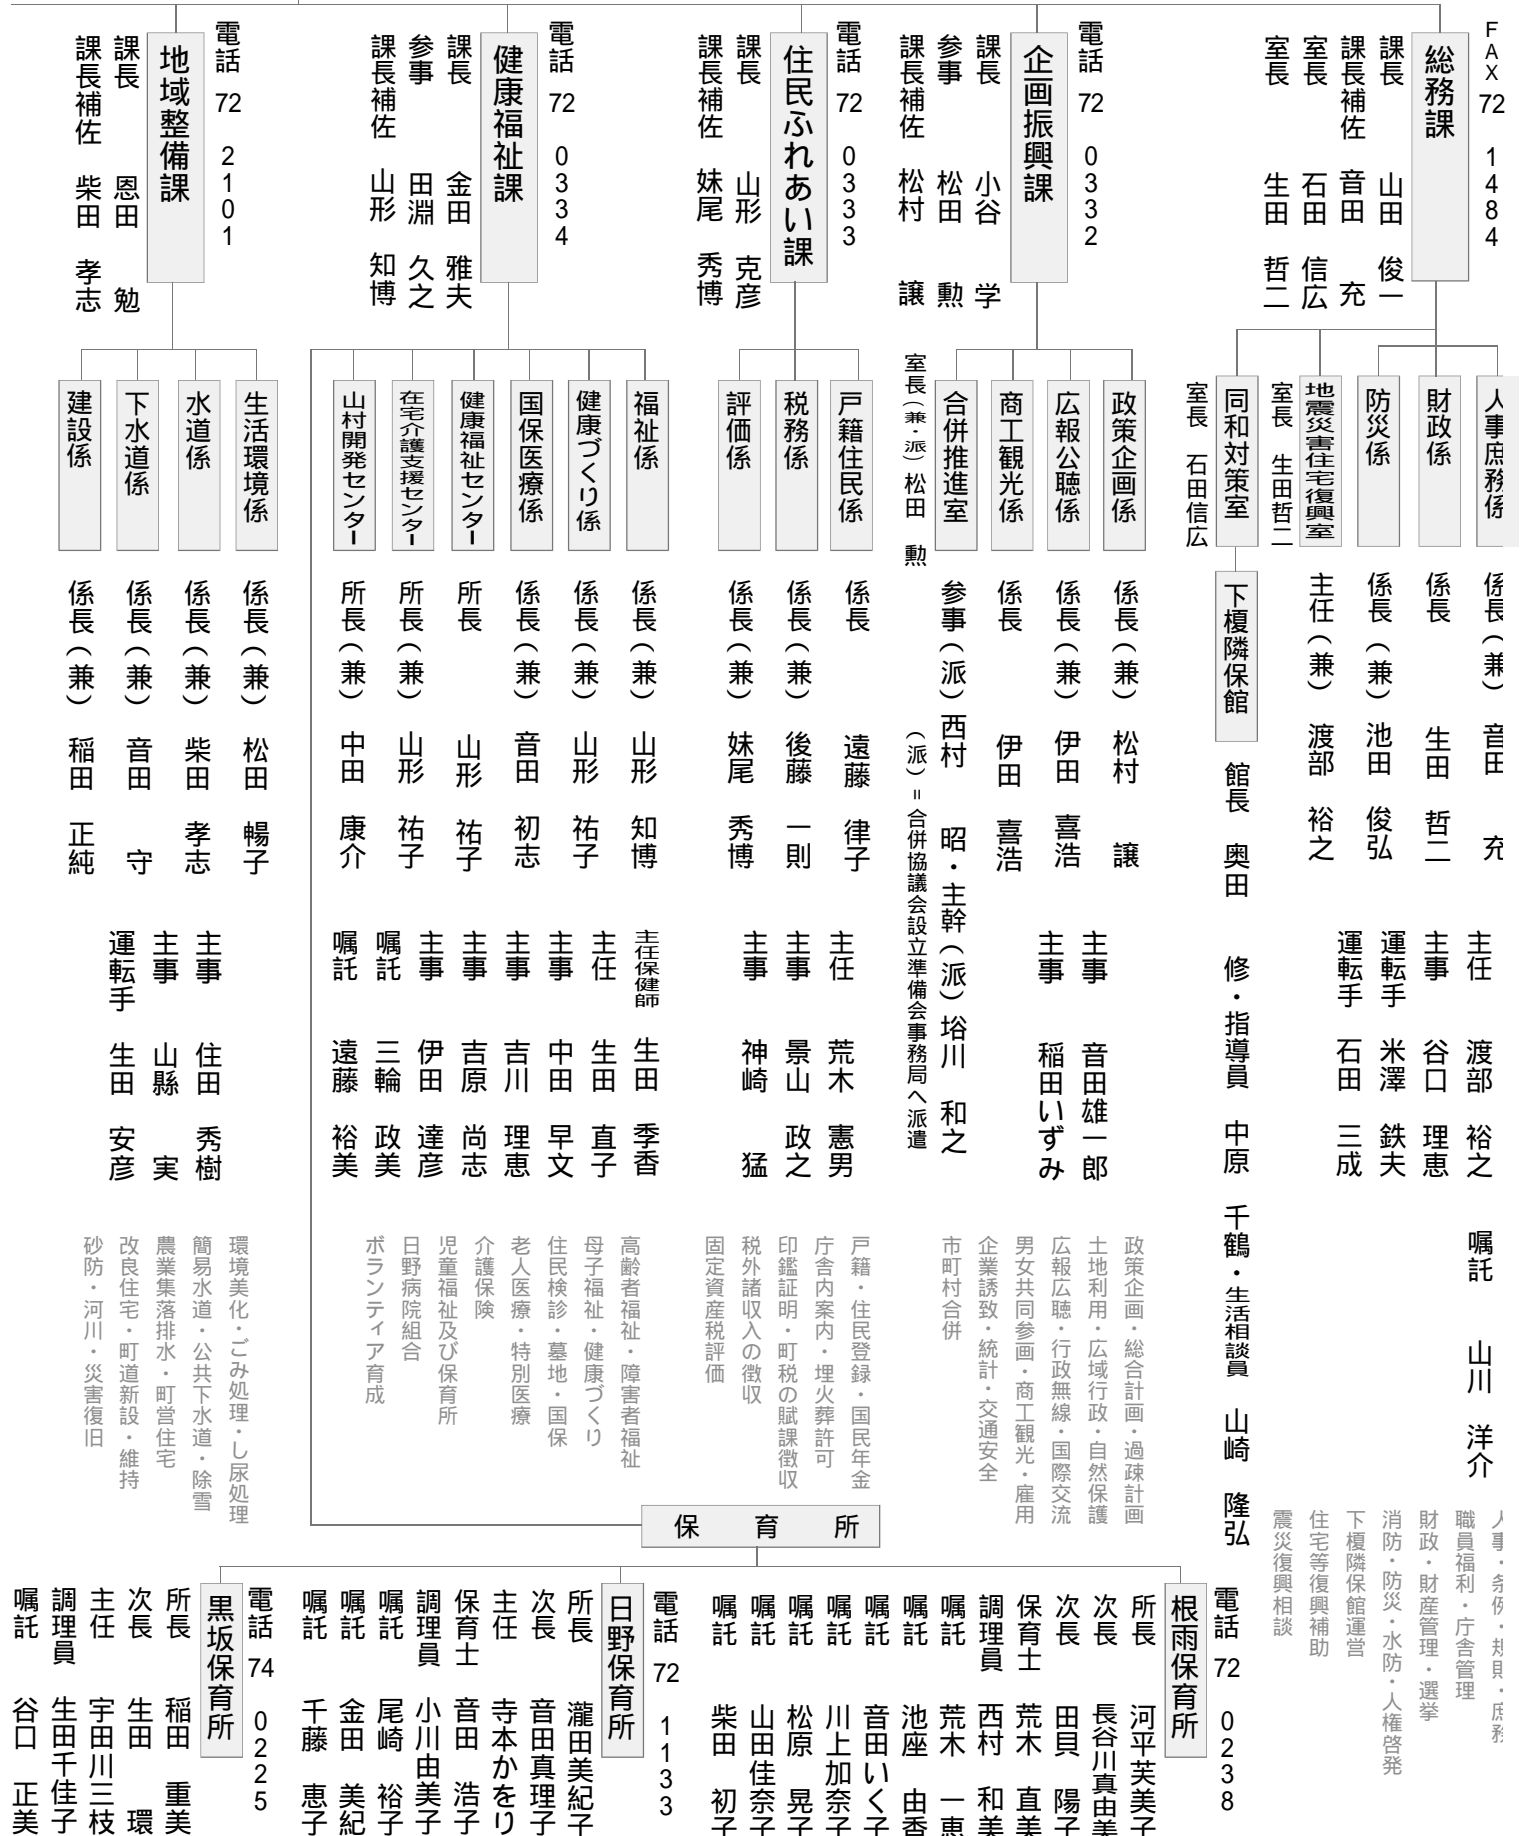 FAX 72 1484
総務課
課長 山田 俊一
課長補佐 音田 充
室長 石田 信広
室長 生田 哲二
人事庶務係
係長(兼) 音田 充
財政係
係長 生田 哲二
防災係
係長(兼) 池田 俊弘
地震災害住宅復興室
室長 生田哲二
主任(兼) 渡部 裕之
同和対策室
室長 石田信広
下榎隣保館
館長 奥田 修・指導員 中原 千鶴・生活相談員 山崎 隆弘
主任 渡部 裕之
嘱託 山川 洋介
主事 谷口 理恵
運転手 米澤 鉄夫
運転手 石田 三成
人事・条例・規則・庶務
職員福利・庁舎管理
財政・財産管理・選挙
消防・防災・水防・人権啓発
下榎隣保館運営
住宅等復興補助
震災復興相談
電話 72 0332
企画振興課
課長 小谷 学
参事 松田 勲
課長補佐 松村 譲
政策企画係
係長(兼) 松村 譲
広報公聴係
係長(兼) 伊田 喜浩
商工観光係
係長 伊田 喜浩
合併推進室
室長(兼・派) 松田 勲
参事(派) 西村 昭・主幹(派) 塔川 和之
(派)=合併協議会設立準備会事務局へ派遣
主事 音田雄一郎
主事 稲田いずみ
政策企画・総合計画・過疎計画
土地利用・広域行政・自然保護
広報広聴・行政無線・国際交流
男女共同参画・商工観光・雇用
企業誘致・統計・交通安全
市町村合併
電話 72 0333
住民ふれあい課
課長 山形 克彦
課長補佐 妹尾 秀博
戸籍住民係
係長 遠藤 律子
税務係
係長(兼) 後藤 一則
評価係
係長(兼) 妹尾 秀博
主任 荒木 憲男
主事 景山 政之
主事 神崎 猛
戸籍・住民登録・国民年金
庁舎内案内・埋火葬許可
印鑑証明・町税の賦課徴収
税外諸収入の徴収
固定資産税評価
電話 72 0334
健康福祉課
課長 金田 雅夫
参事 田淵 久之
課長補佐 山形 知博
福祉係
係長(兼) 山形 知博
健康づくり係
係長(兼) 山形 祐子
国保医療係
係長(兼) 音田 初志
健康福祉センター
所長 山形 祐子
在宅介護支援センター
所長(兼) 山形 祐子
山村開発センター
所長(兼) 中田 康介
主任保健師 生田 季香
主任 生田 直子
主事 中田 早文
主事 吉川 理恵
主事 吉原 尚志
主事 伊田 達彦
嘱託 三輪 政美
嘱託 遠藤 裕美
高齢者福祉・障害者福祉
母子福祉・健康づくり
住民検診・墓地・国保
老人医療・特別医療
介護保険
児童福祉及び保育所
日野病院組合
ボランティア育成
電話 72 2101
地域整備課
課長 恩田 勉
課長補佐 柴田 孝志
生活環境係
係長(兼) 松田 暢子
水道係
係長(兼) 柴田 孝志
下水道係
係長(兼) 音田 守
建設係
係長(兼) 稲田 正純
主事 住田 秀樹
主事 山縣 実
運転手 生田 安彦
環境美化・ごみ処理・し尿処理
簡易水道・公共下水道・除雪
農業集落排水・町営住宅
改良住宅・町道新設・維持
砂防・河川・災害復旧
保育所
電話 72 0238
根雨保育所
所長 河平芙美子
次長 長谷川真由美
次長 田貝 陽子
保育士 荒木 直美
調理員 西村 和美
嘱託 荒木 一恵
嘱託 池座 由香
嘱託 音田いく子
嘱託 川上加奈子
嘱託 松原 晃子
嘱託 山田佳奈子
嘱託 柴田 初子
電話 72 1133
日野保育所
所長 瀧田美紀子
次長 音田真理子
主任 寺本かをり
保育士 音田 浩子
調理員 小川由美子
嘱託 尾崎 裕子
嘱託 金田 美紀
嘱託 千藤 恵子
電話 74 0225
黒坂保育所
所長 稲田 重美
次長 生田 環
主任 宇田川三枝
調理員 生田千佳子
嘱託 谷口 正美